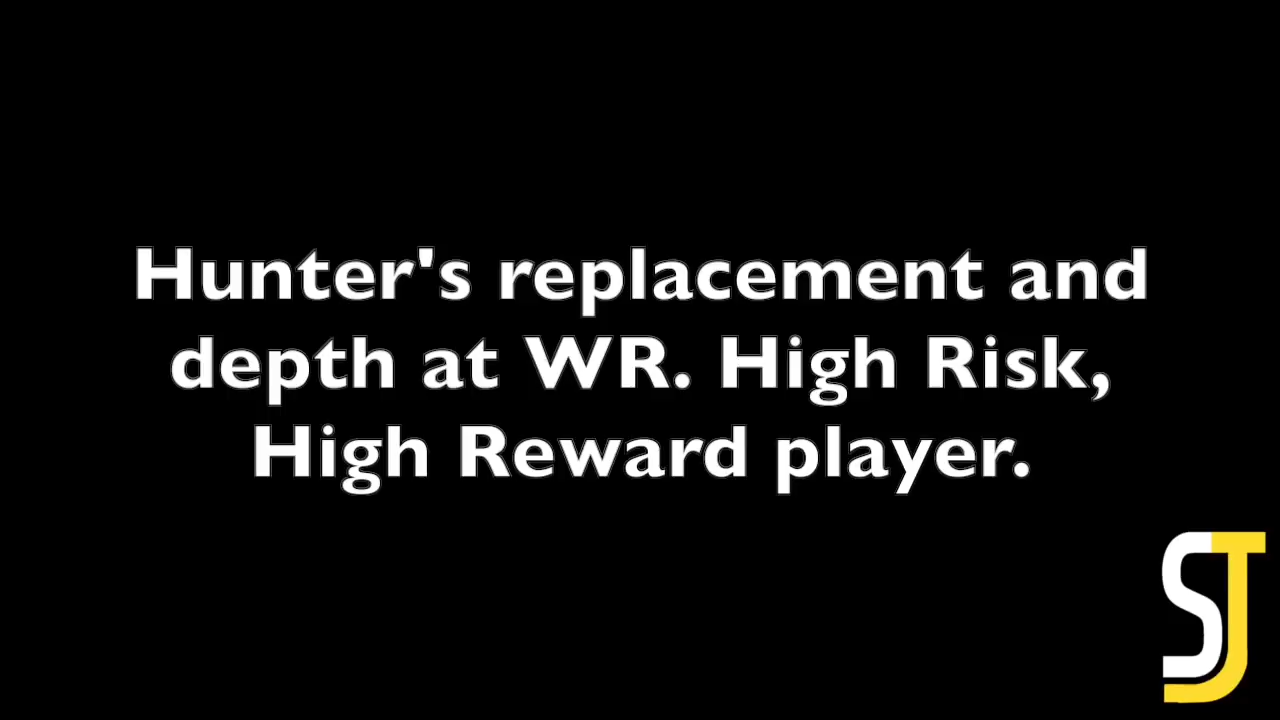 Hunter's replacement and
depth at WR. High Risk,
High Reward player.
SJ